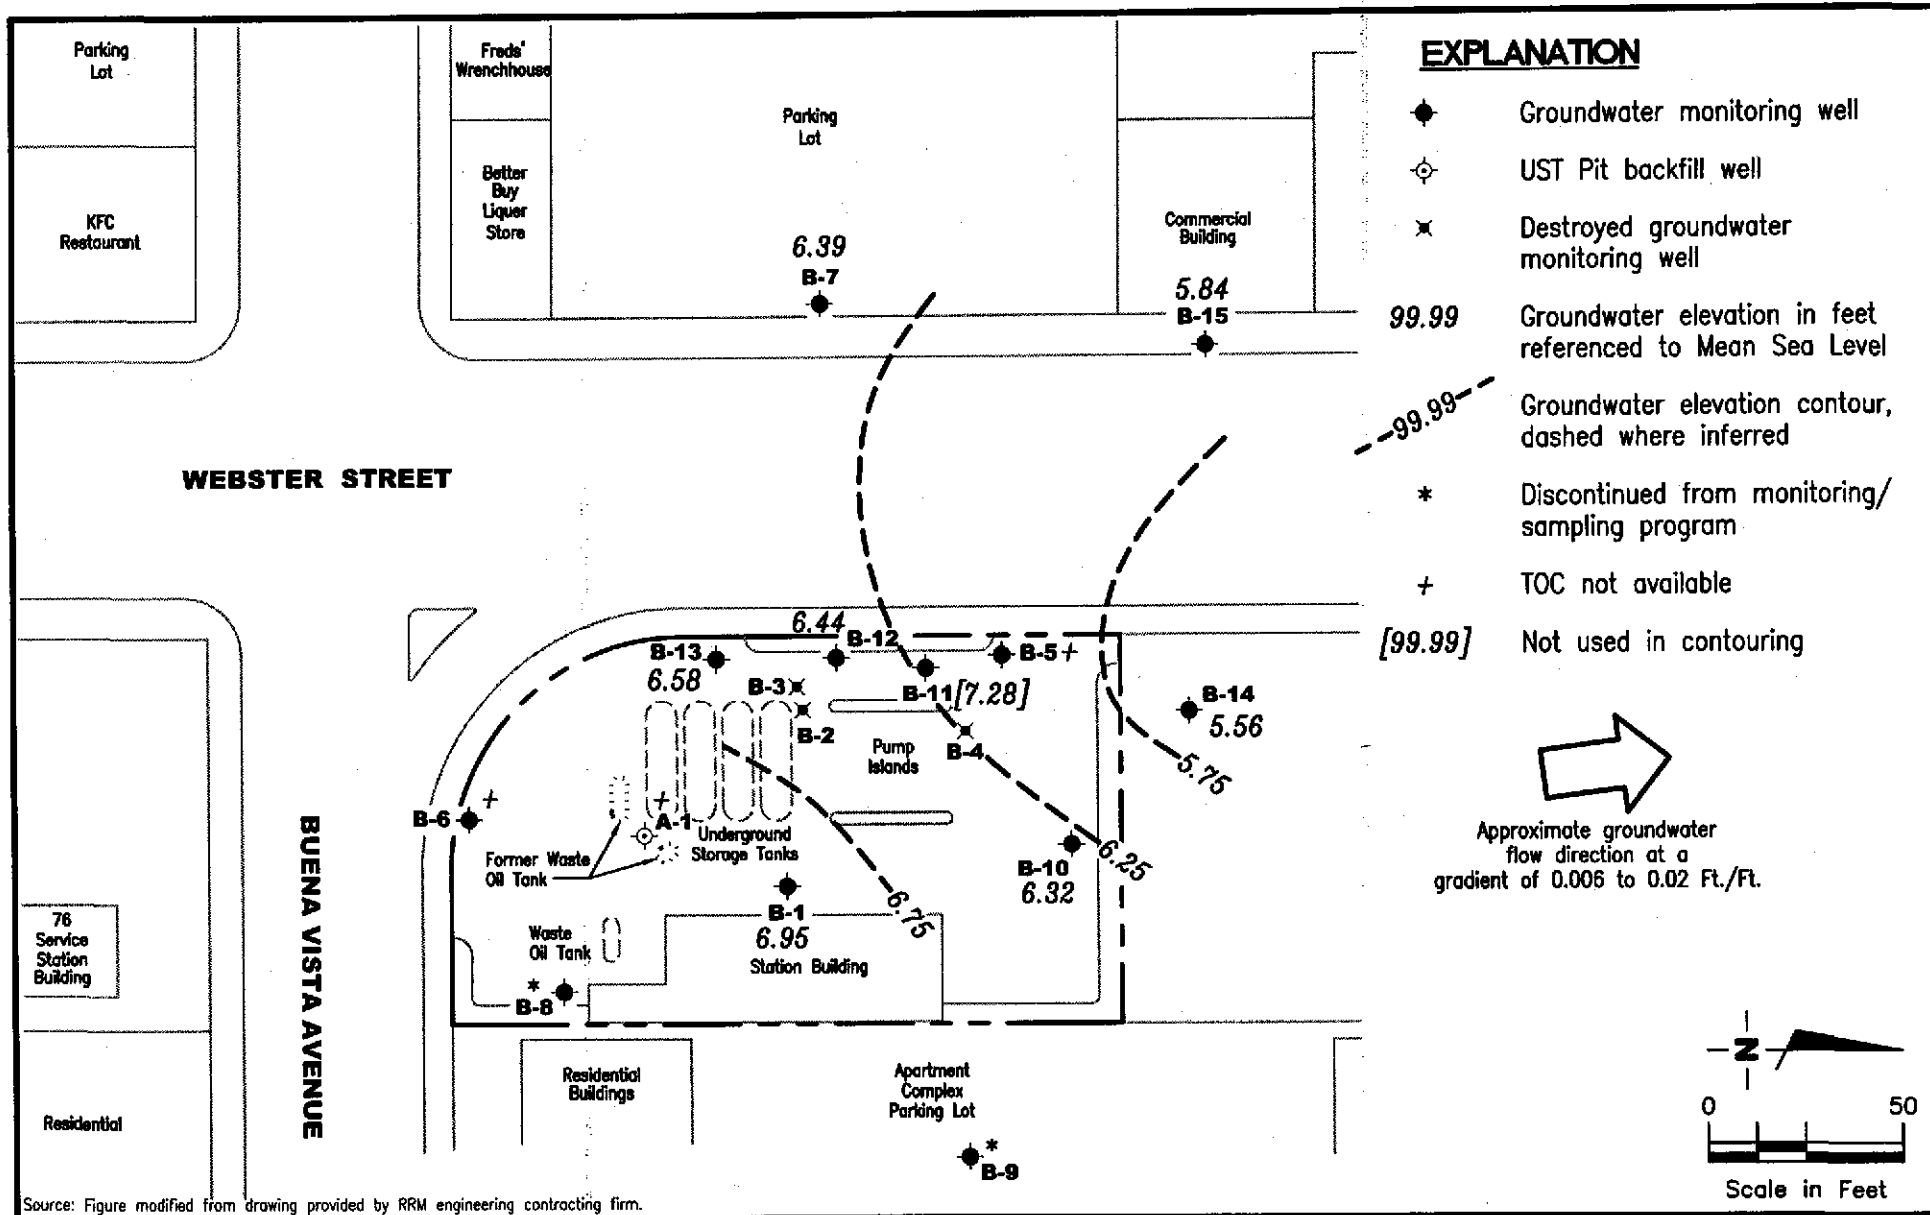 Parking
Lot
KFC
Restaurant
Freds'
Wrenchhouse
Better
Buy
Liquer
Store
Parking
Lot
6.39
B-7
Commercial
Building
5.84
B-15
WEBSTER STREET
BUENA VISTA AVENUE
6.44
B-12
B-13
6.58
B-3
B-2
B-5 +
B-11 [7.28]
B-4
B-14
5.56
5.75
Pump
Islands
B-6
+
+
A-1
Underground
Storage Tanks
Former Waste
Oil Tank
B-10
6.32
6.25
B-1
6.95
6.75
Waste
Oil Tank
Station Building
*
B-8
76
Service
Station
Building
Residential
Residential
Buildings
Apartment
Complex
Parking Lot
*
B-9
Source: Figure modified from drawing provided by RRM engineering contracting firm.
EXPLANATION
Groundwater monitoring well
UST Pit backfill well
Destroyed groundwater
monitoring well
99.99 Groundwater elevation in feet
referenced to Mean Sea Level
99.99 Groundwater elevation contour,
dashed where inferred
* Discontinued from monitoring/
sampling program
+ TOC not available
[99.99] Not used in contouring
Approximate groundwater
flow direction at a
gradient of 0.006 to 0.02 Ft./Ft.
N
0 50
Scale in Feet